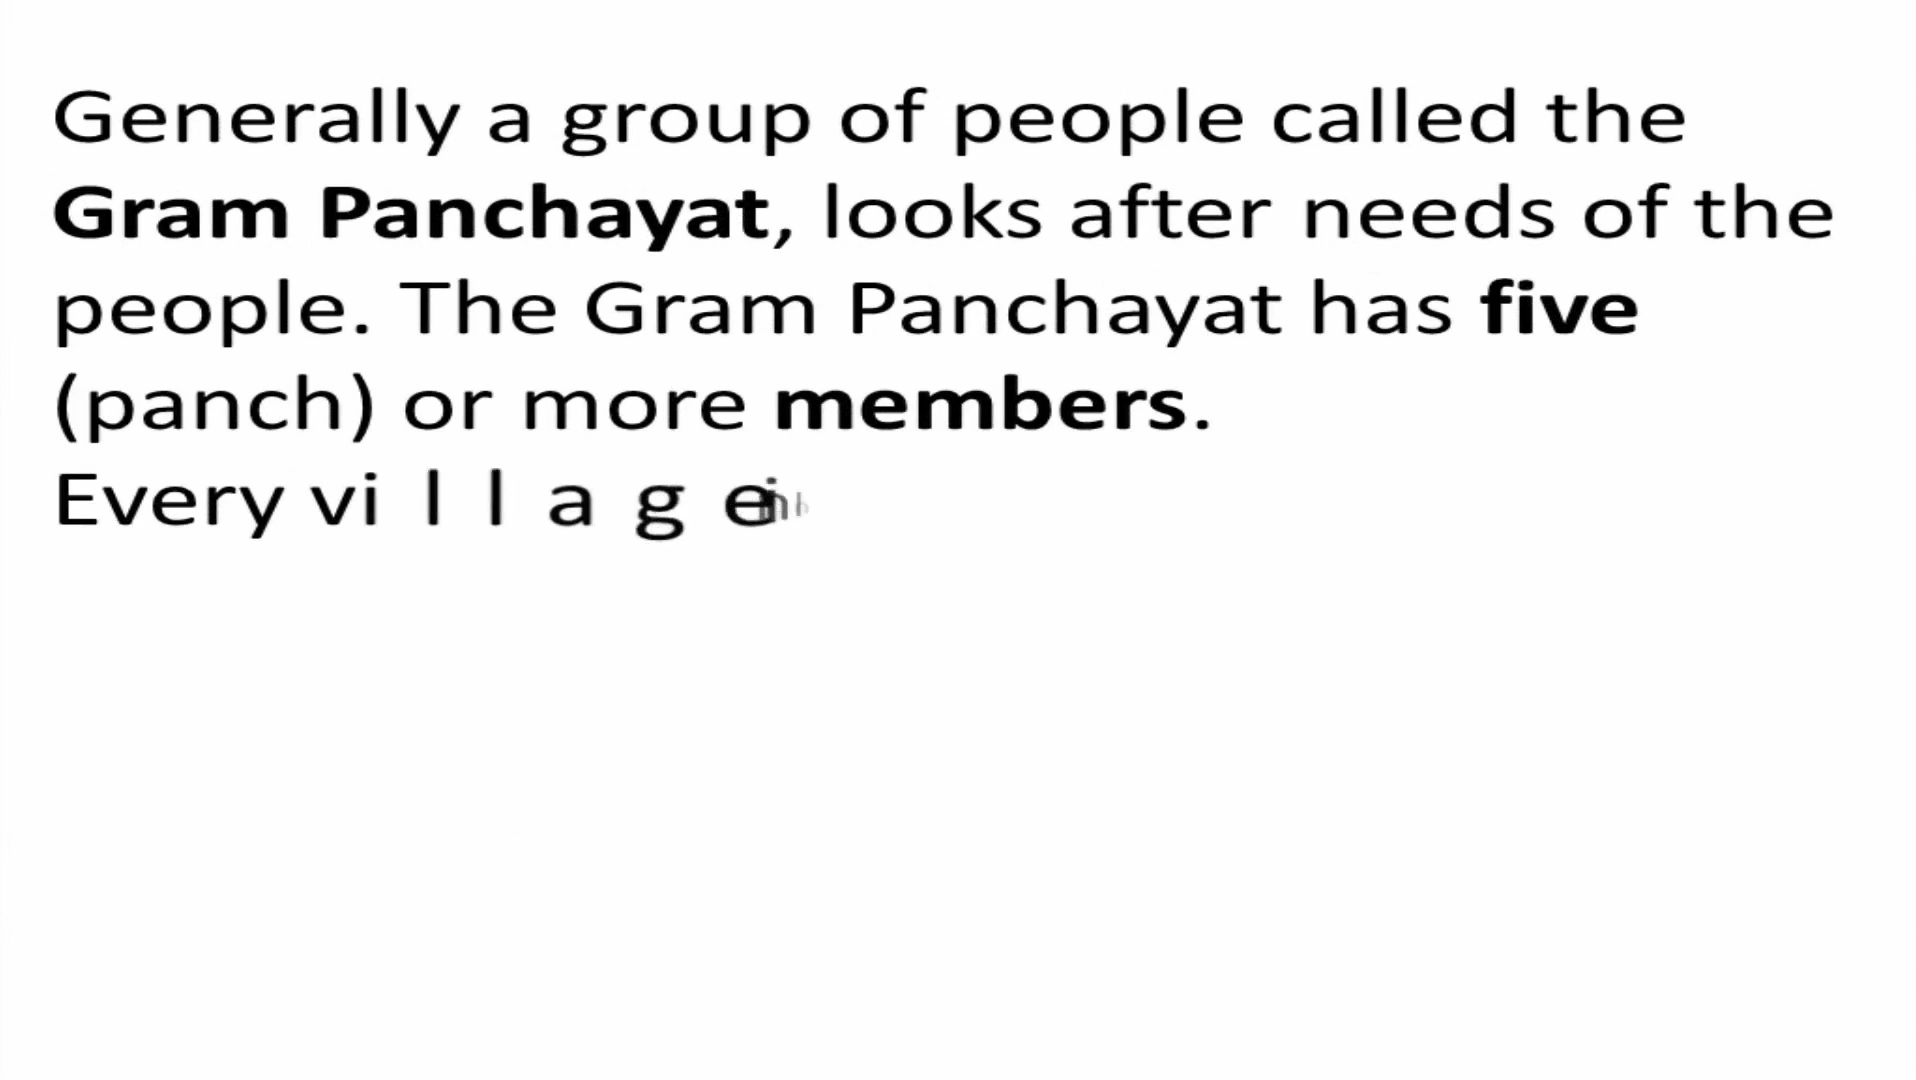 Generally a group of people called the
Gram Panchayat, looks after needs of the
people. The Gram Panchayat has five
(panch) or more members.
Every village